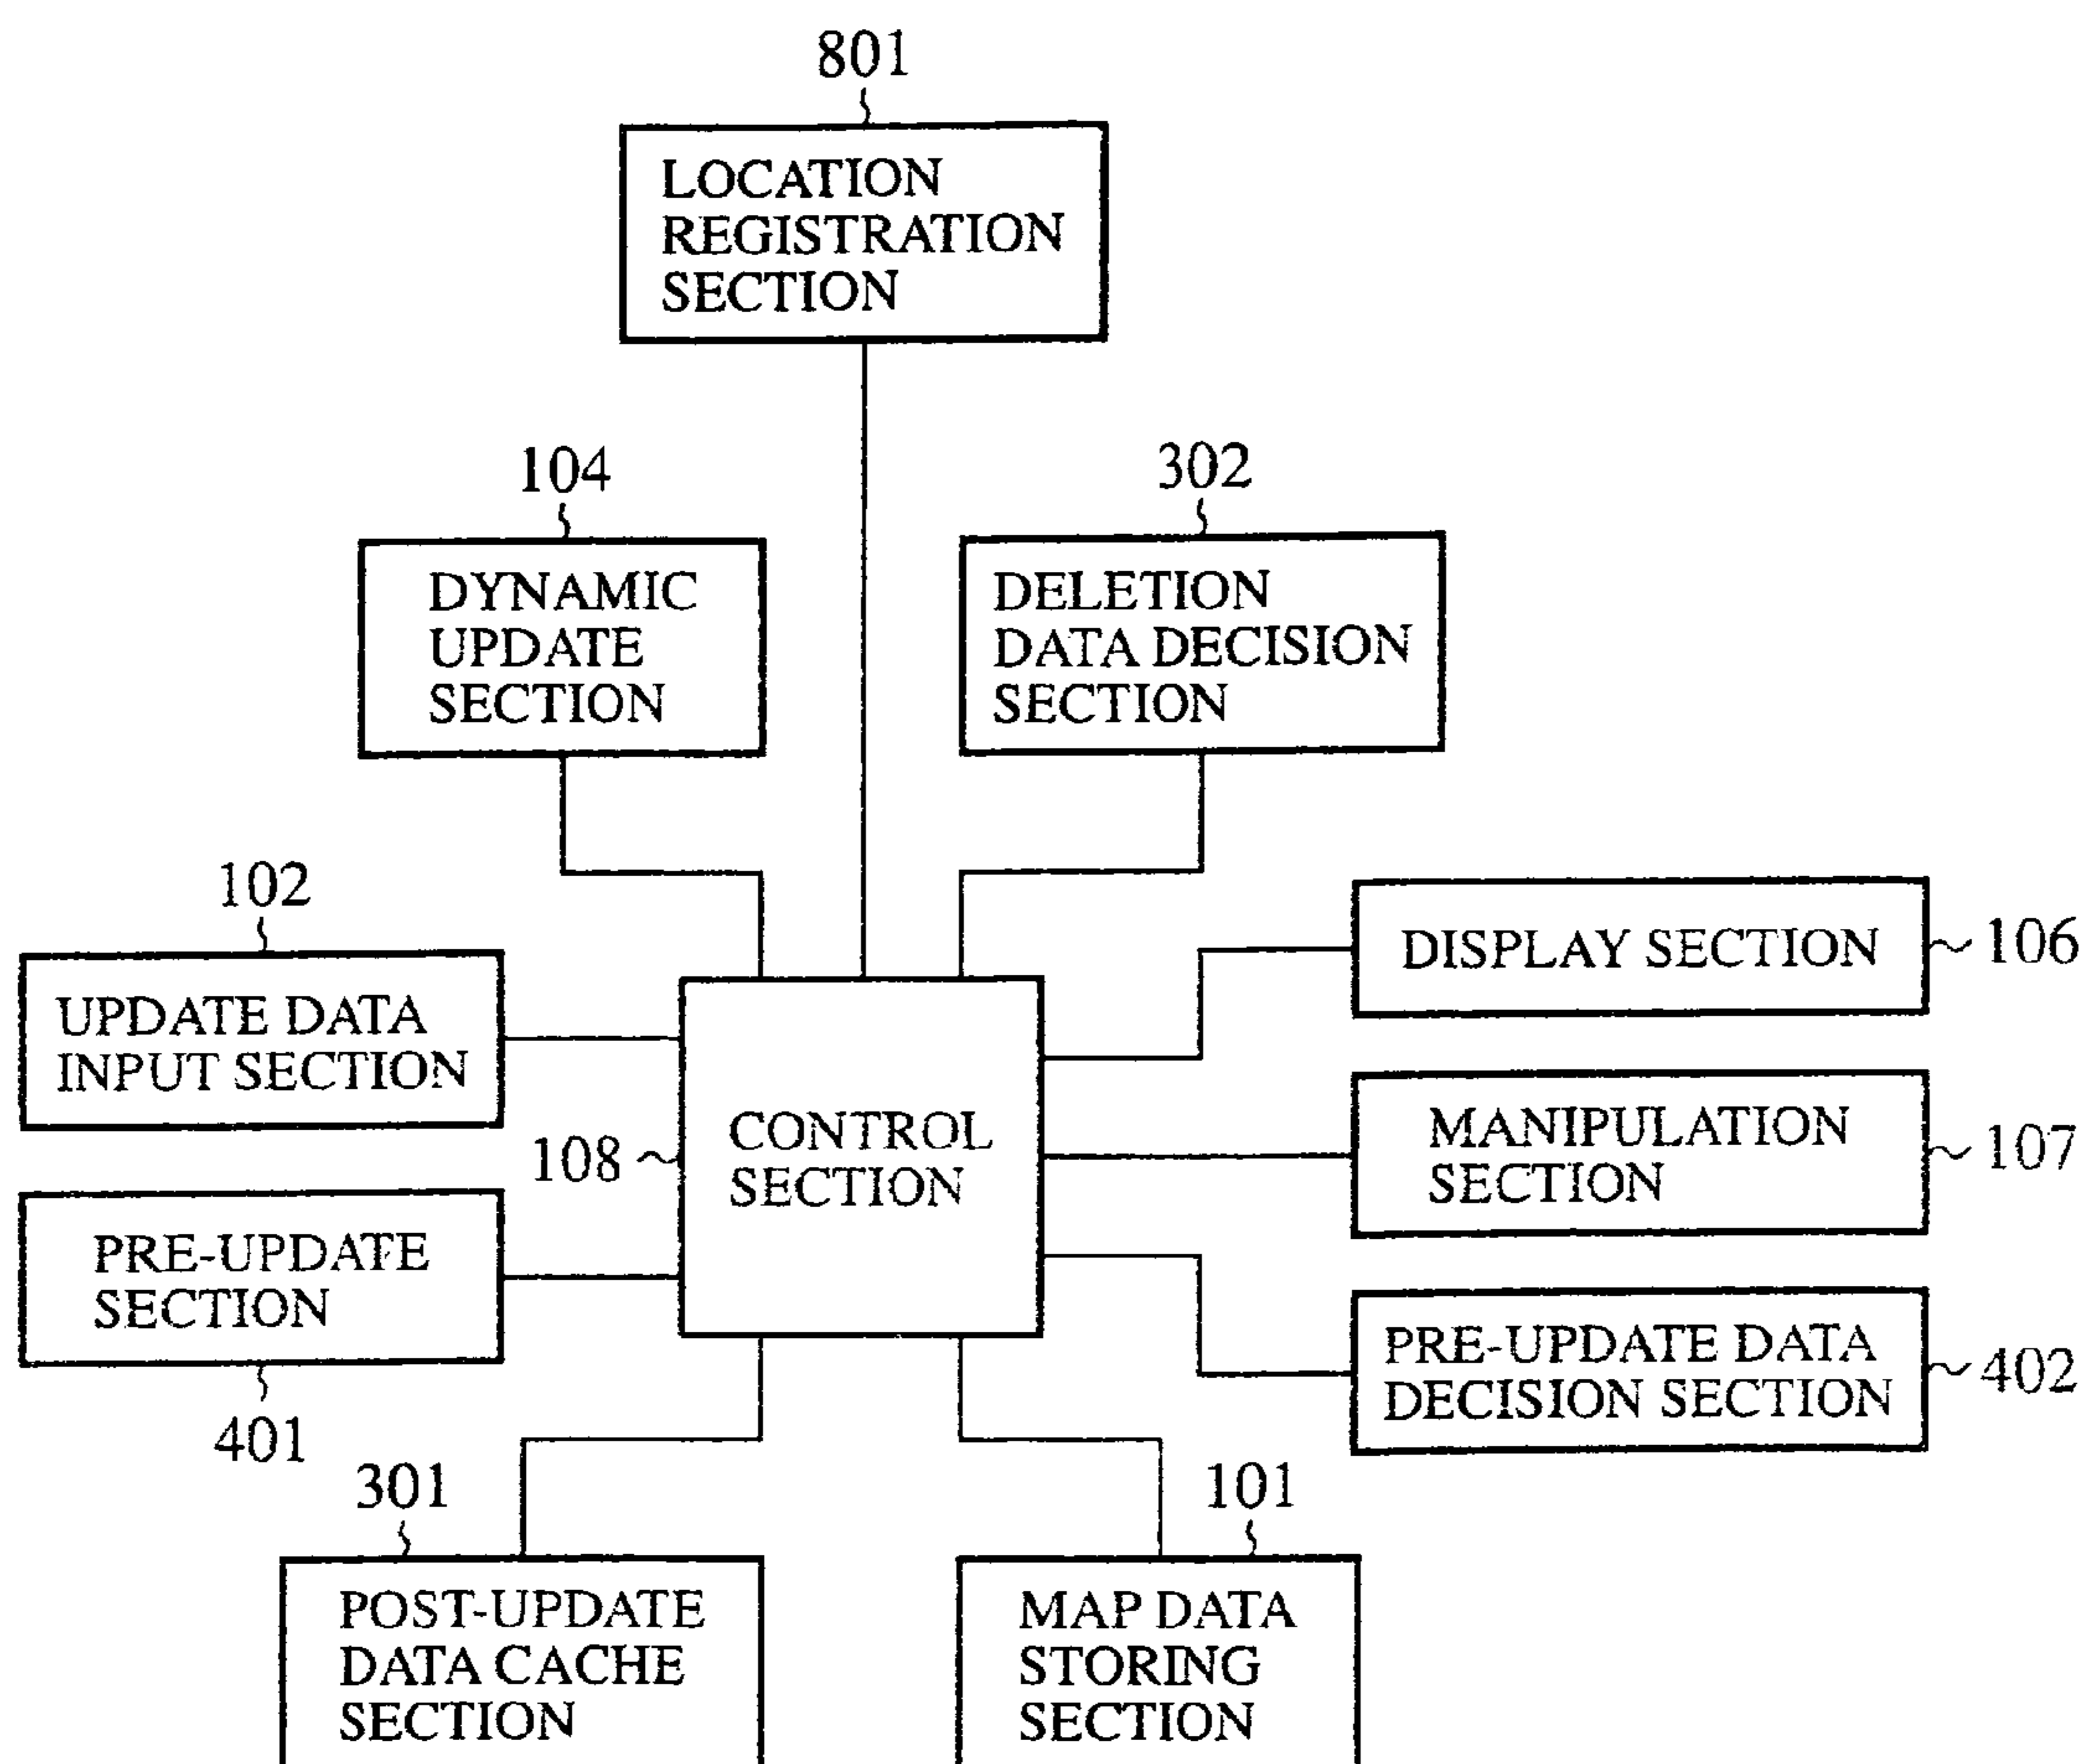 801
LOCATION
REGISTRATION
SECTION
104
DYNAMIC
UPDATE
SECTION
302
DELETION
DATA DECISION
SECTION
102
UPDATE DATA
INPUT SECTION
DISPLAY SECTION
106
108
CONTROL
SECTION
MANIPULATION
SECTION
107
PRE-UPDATE
SECTION
401
PRE-UPDATE DATA
DECISION SECTION
402
301
POST-UPDATE
DATA CACHE
SECTION
101
MAP DATA
STORING
SECTION